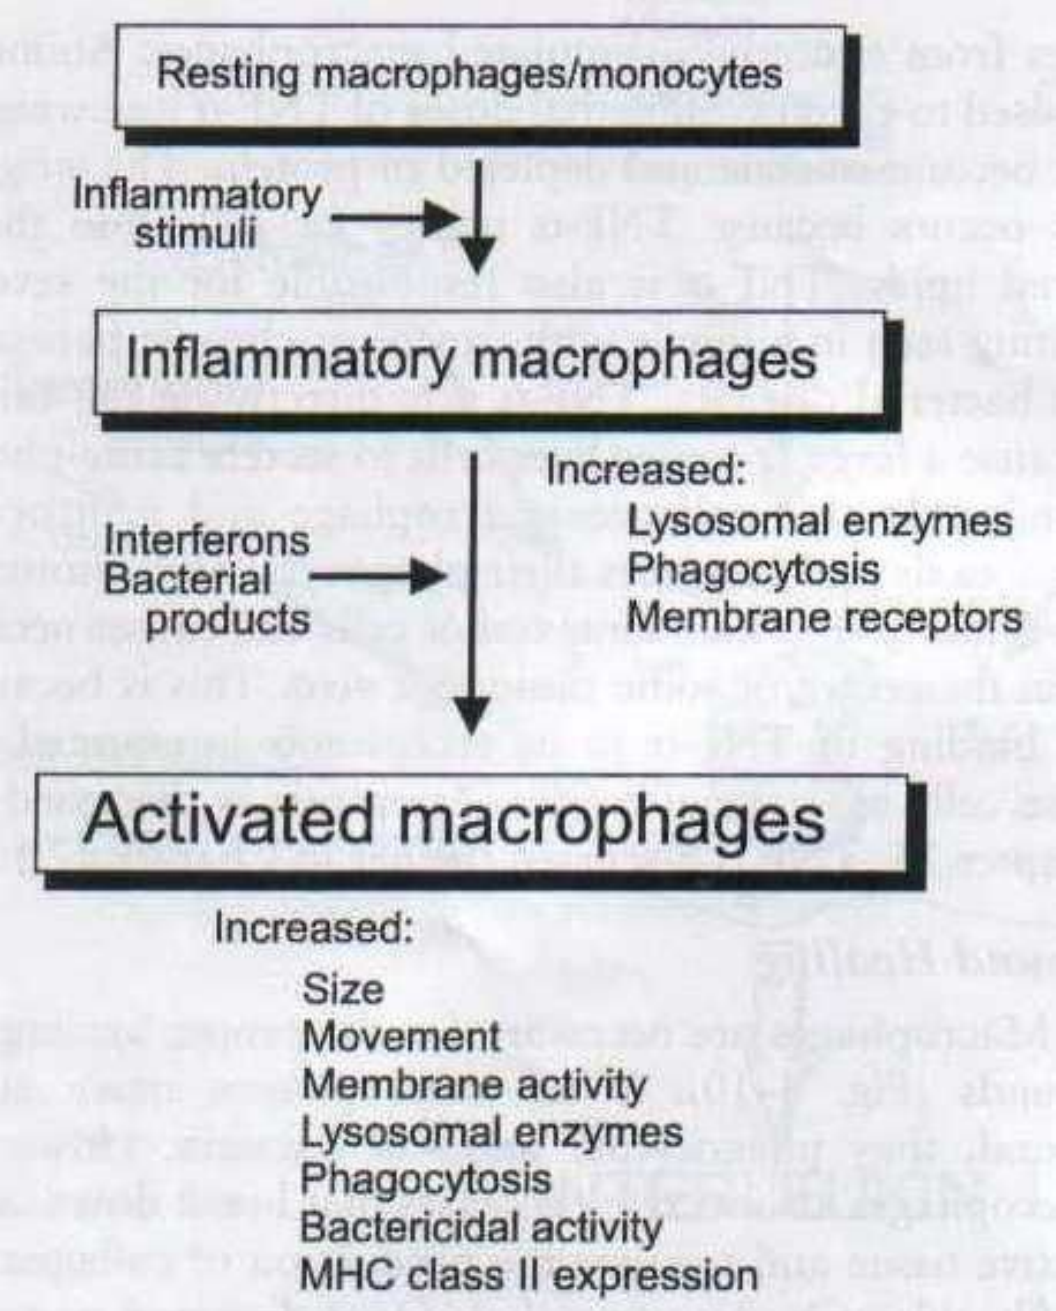 Resting macrophages/monocytes
Inflammatory
stimuli
Inflammatory macrophages
Increased:
Lysosomal enzymes
Phagocytosis
Membrane receptors
Interferons
Bacterial
products
Activated macrophages
Increased:
Size
Movement
Membrane activity
Lysosomal enzymes
Phagocytosis
Bactericidal activity
MHC class II expression